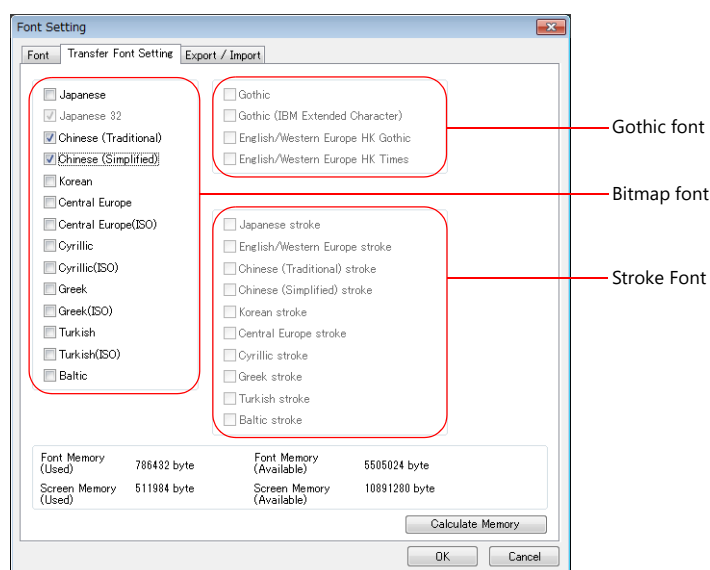 Font Setting
Font
Transfer Font Setting
Export / Import
Japanese
Japanese 32
Chinese (Traditional)
Chinese (Simplified)
Korean
Central Europe
Central Europe(ISO)
Cyrillic
Cyrillic(ISO)
Greek
Greek(ISO)
Turkish
Turkish(ISO)
Baltic
Gothic
Gothic (IBM Extended Character)
English/Western Europe HK Gothic
English/Western Europe HK Times
Japanese stroke
English/Western Europe stroke
Chinese (Traditional) stroke
Chinese (Simplified) stroke
Korean stroke
Central Europe stroke
Cyrillic stroke
Greek stroke
Turkish stroke
Baltic stroke
Gothic font
Bitmap font
Stroke Font
Font Memory
(Used)
786432 byte
Font Memory
(Available)
5505024 byte
Screen Memory
(Used)
511984 byte
Screen Memory
(Available)
10891280 byte
Calculate Memory
OK
Cancel